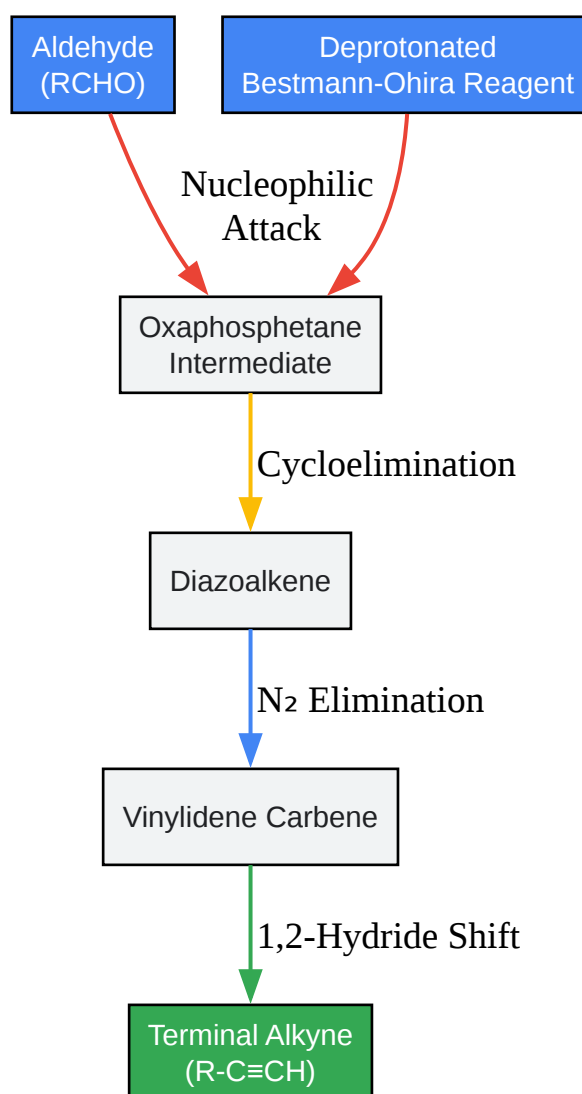 Aldehyde
(RCHO)
Deprotonated
Bestmann-Ohira Reagent
Nucleophilic
Attack
Oxaphosphetane
Intermediate
Cycloelimination
Diazoalkene
N₂ Elimination
Vinylidene Carbene
1,2-Hydride Shift
Terminal Alkyne
(R-C≡CH)